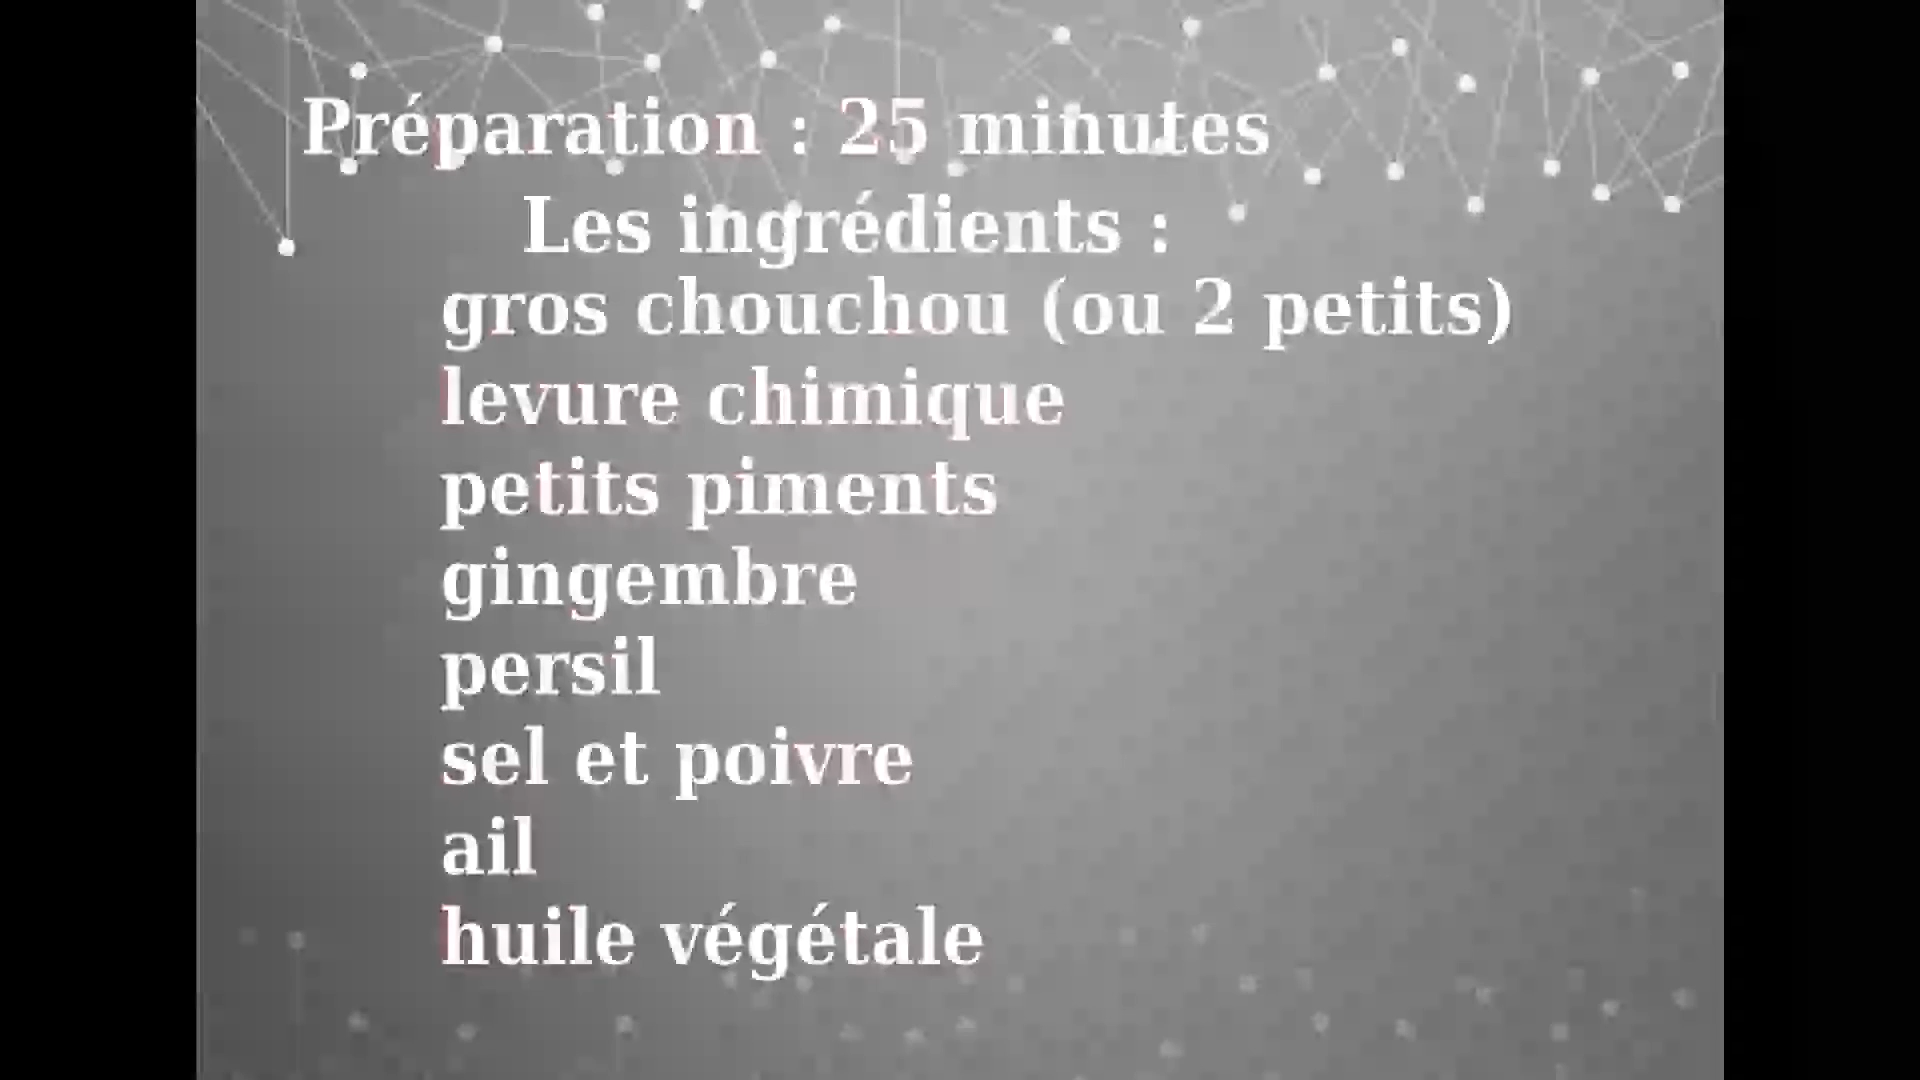 Préparation : 25 minutes
Les ingrédients :
gros chouchou (ou 2 petits)
levure chimique
petits piments
gingembre
persil
sel et poivre
ail
huile végétale